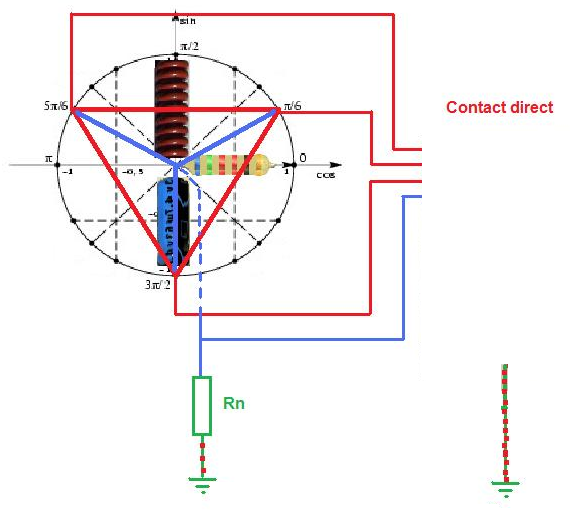 sin
π/2
5π/6
π/6
Contact direct
π
0
-1
-0,5
1
cos
-1
3π/2
Rn